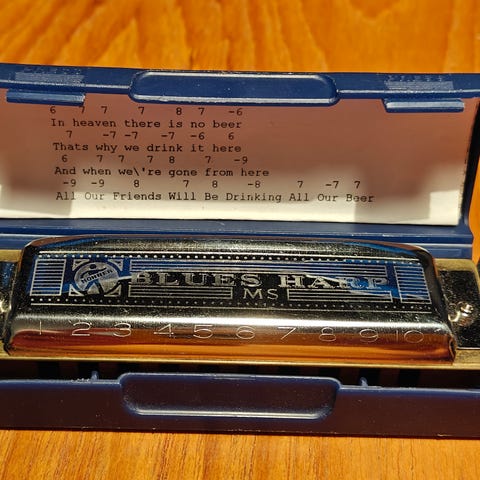 6 7 7 7 8 7 -6
In heaven there is no beer
7 -7 -7 -7 -6 6
Thats why we drink it here
6 7 7 7 8 7 -9
And when we\'re gone from here
-9 -9 8 7 8 -8 7 -7 7
All Our Friends Will Be Drinking All Our Beer
HOHNER
BLUES HARP
MS
1 2 3 4 5 6 7 8 9 10